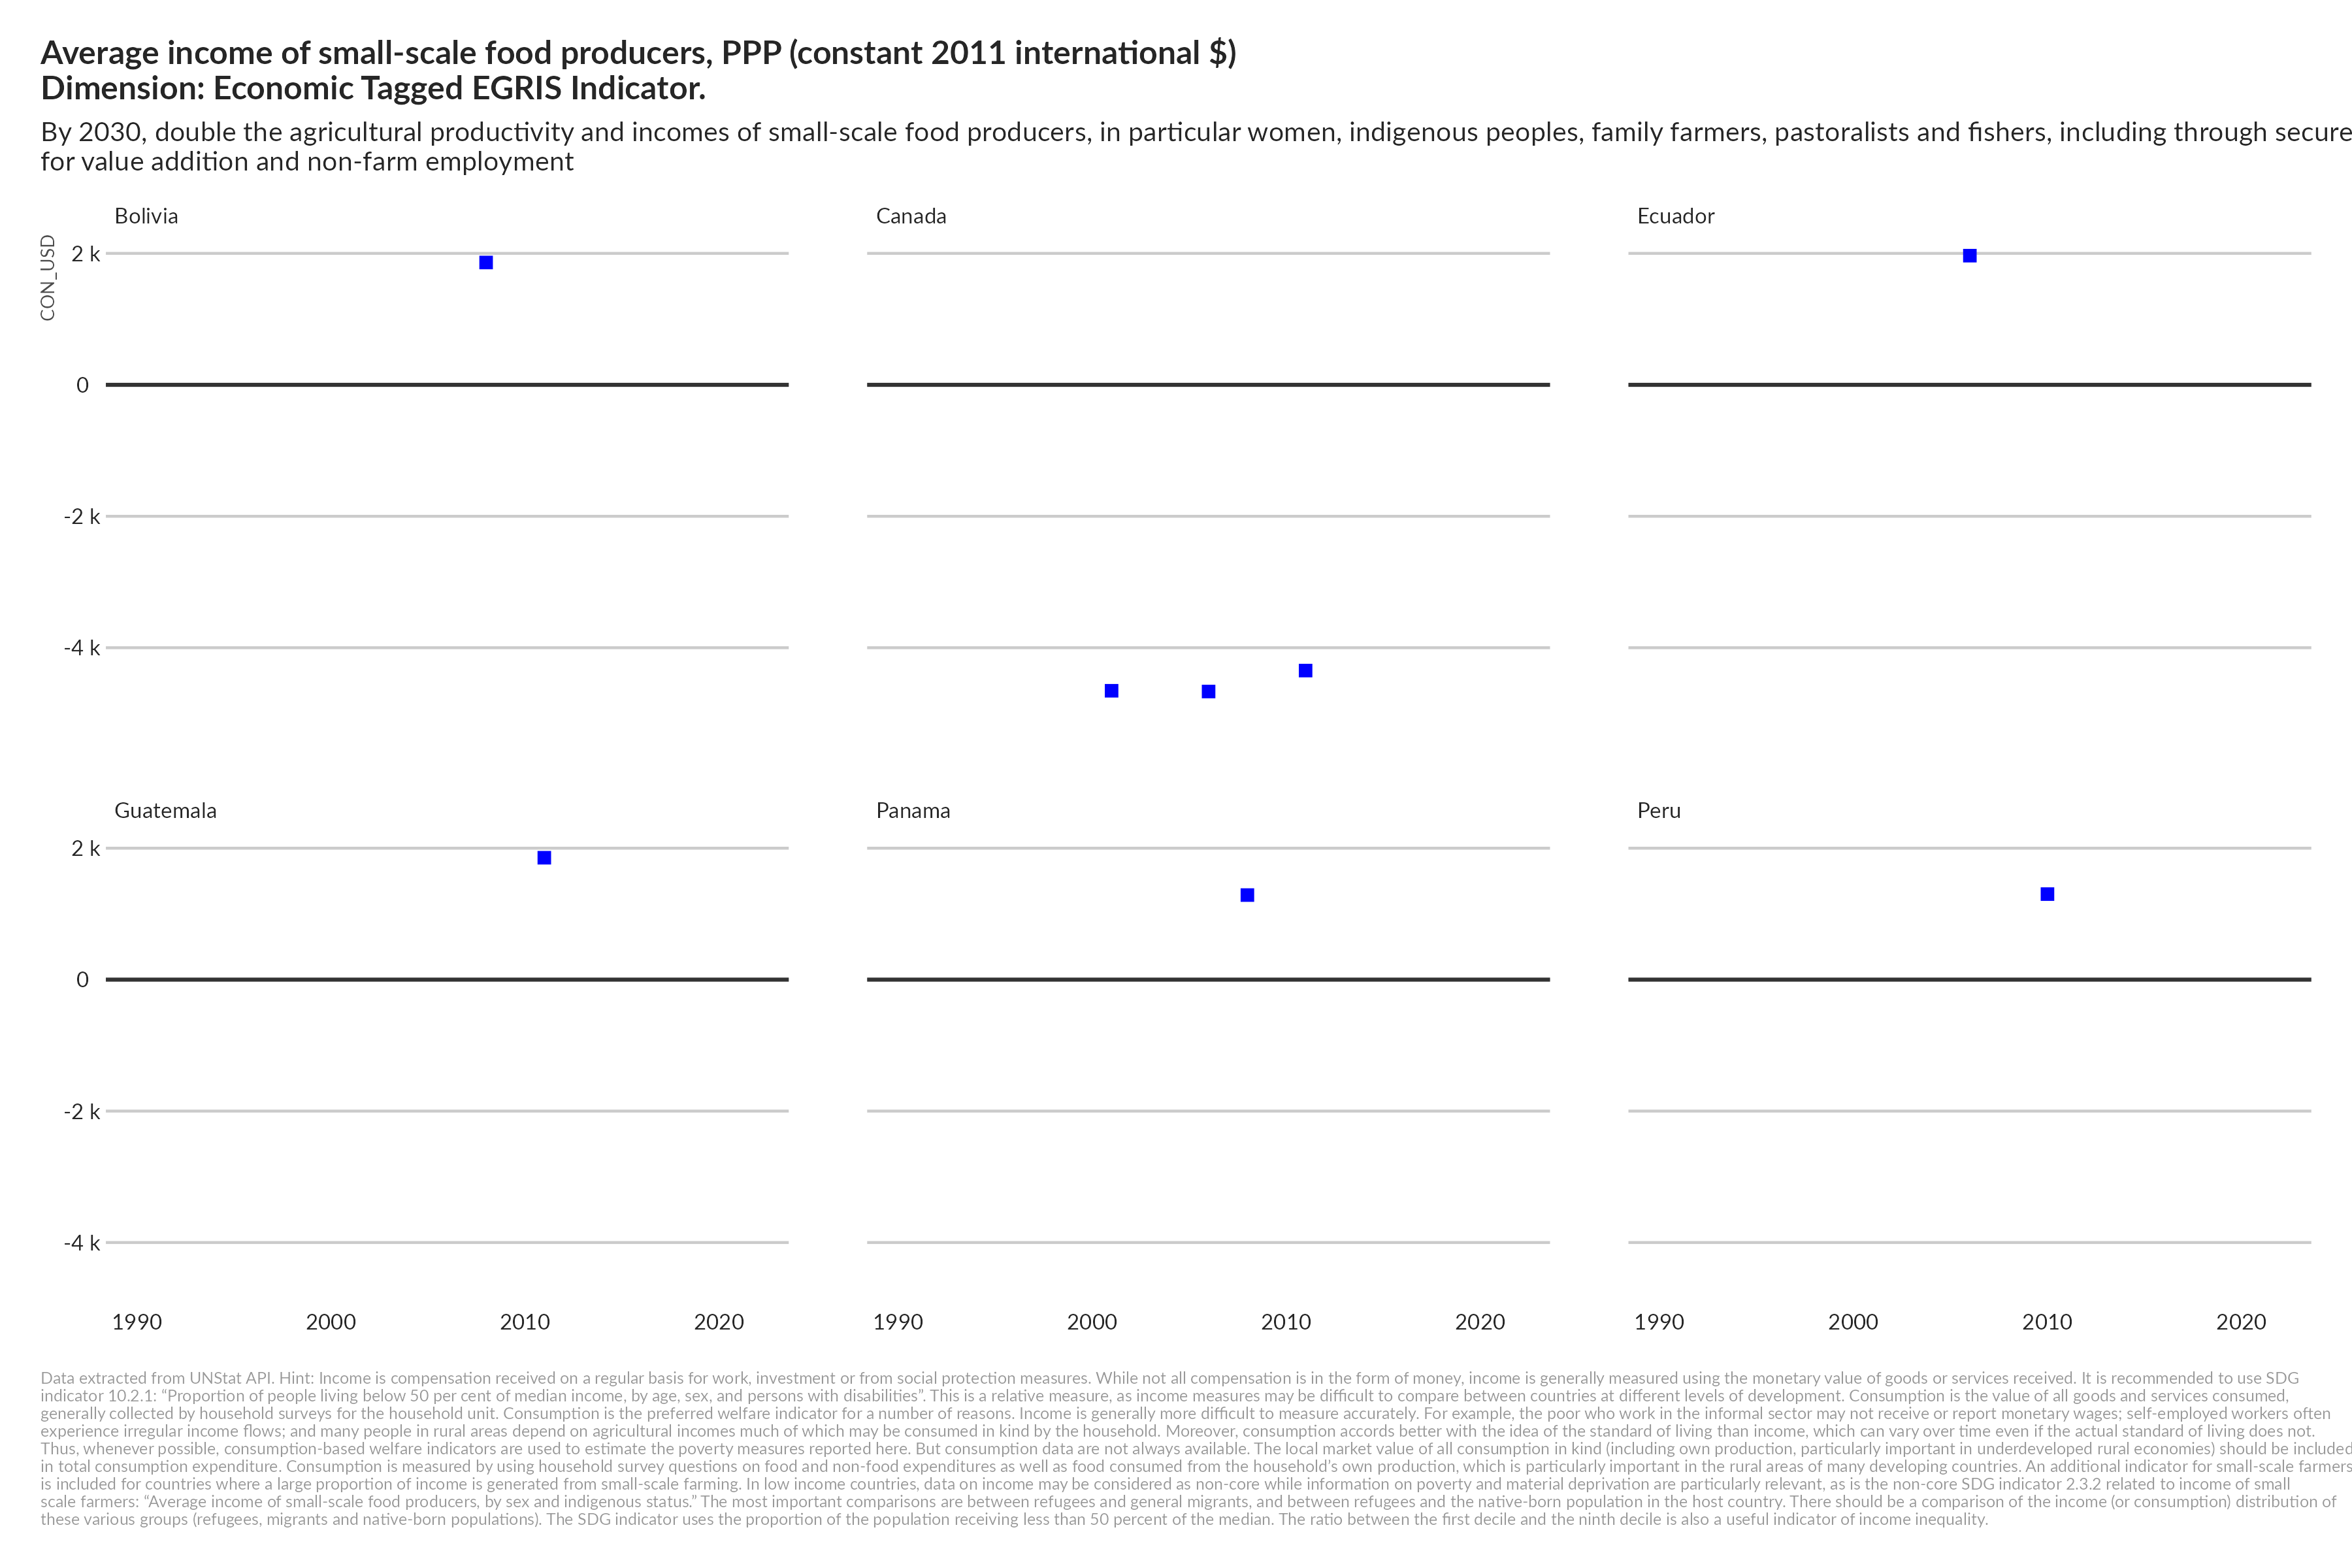 Average income of small-scale food producers, PPP (constant 2011 international $)
Dimension: Economic Tagged EGRIS Indicator.
By 2030, double the agricultural productivity and incomes of small-scale food producers, in particular women, indigenous peoples, family farmers, pastoralists and fishers, including through secure
for value addition and non-farm employment
Bolivia
Canada
Ecuador
CON_USD
2 k
0
-2 k
-4 k
Guatemala
Panama
Peru
2 k
0
-2 k
-4 k
1990 2000 2010 2020 1990 2000 2010 2020 1990 2000 2010 2020
Data extracted from UNStat API. Hint: Income is compensation received on a regular basis for work, investment or from social protection measures. While not all compensation is in the form of money, income is generally measured using the monetary value of goods or services received. It is recommended to use SDG
indicator 10.2.1: “Proportion of people living below 50 per cent of median income, by age, sex, and persons with disabilities”. This is a relative measure, as income measures may be difficult to compare between countries at different levels of development. Consumption is the value of all goods and services consumed,
generally collected by household surveys for the household unit. Consumption is the preferred welfare indicator for a number of reasons. Income is generally more difficult to measure accurately. For example, the poor who work in the informal sector may not receive or report monetary wages; self-employed workers often
experience irregular income flows; and many people in rural areas depend on agricultural incomes much of which may be consumed in kind by the household. Moreover, consumption accords better with the idea of the standard of living than income, which can vary over time even if the actual standard of living does not.
Thus, whenever possible, consumption-based welfare indicators are used to estimate the poverty measures reported here. But consumption data are not always available. The local market value of all consumption in kind (including own production, particularly important in underdeveloped rural economies) should be included
in total consumption expenditure. Consumption is measured by using household survey questions on food and non-food expenditures as well as food consumed from the household’s own production, which is particularly important in the rural areas of many developing countries. An additional indicator for small-scale farmers
is included for countries where a large proportion of income is generated from small-scale farming. In low income countries, data on income may be considered as non-core while information on poverty and material deprivation are particularly relevant, as is the non-core SDG indicator 2.3.2 related to income of small
scale farmers: “Average income of small-scale food producers, by sex and indigenous status.” The most important comparisons are between refugees and general migrants, and between refugees and the native-born population in the host country. There should be a comparison of the income (or consumption) distribution of
these various groups (refugees, migrants and native-born populations). The SDG indicator uses the proportion of the population receiving less than 50 percent of the median. The ratio between the first decile and the ninth decile is also a useful indicator of income inequality.